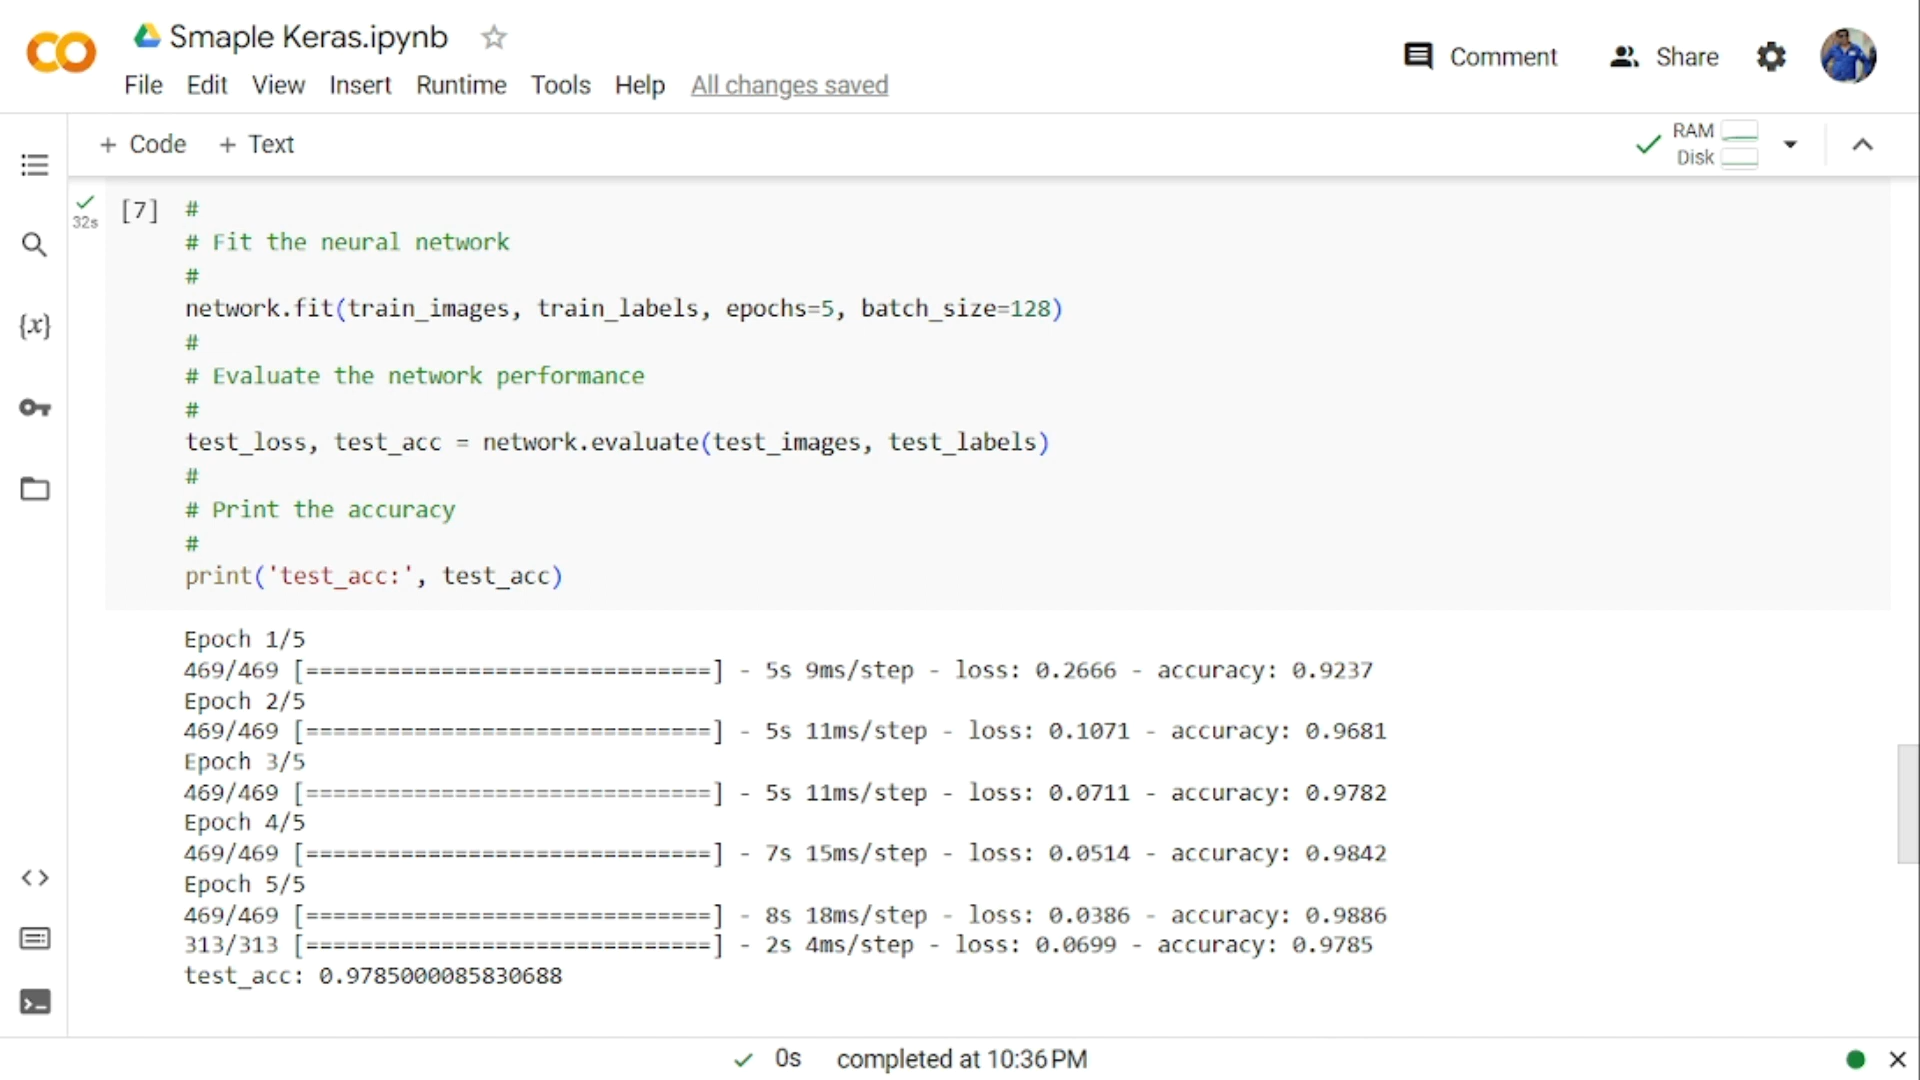 Smaple Keras.ipynb
Comment
Share
File Edit View Insert Runtime Tools Help All changes saved
+ Code + Text
RAM
Disk
32s
[7] #
# Fit the neural network
#
network.fit(train_images, train_labels, epochs=5, batch_size=128)
#
# Evaluate the network performance
#
test_loss, test_acc = network.evaluate(test_images, test_labels)
#
# Print the accuracy
#
print('test_acc:', test_acc)
Epoch 1/5
469/469 [==============================] - 5s 9ms/step - loss: 0.2666 - accuracy: 0.9237
Epoch 2/5
469/469 [==============================] - 5s 11ms/step - loss: 0.1071 - accuracy: 0.9681
Epoch 3/5
469/469 [==============================] - 5s 11ms/step - loss: 0.0711 - accuracy: 0.9782
Epoch 4/5
469/469 [==============================] - 7s 15ms/step - loss: 0.0514 - accuracy: 0.9842
Epoch 5/5
469/469 [==============================] - 8s 18ms/step - loss: 0.0386 - accuracy: 0.9886
313/313 [==============================] - 2s 4ms/step - loss: 0.0699 - accuracy: 0.9785
test_acc: 0.9785000085830688
0s completed at 10:36 PM